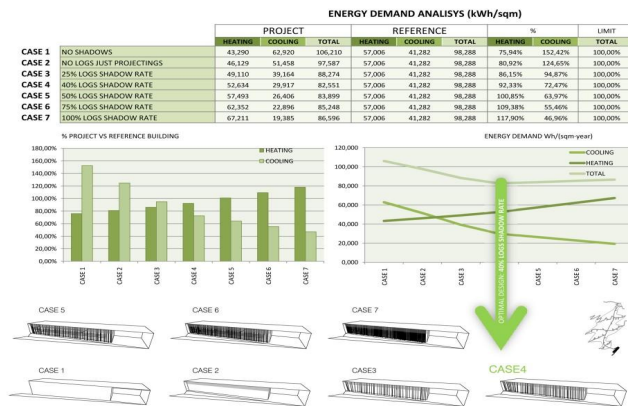 ENERGY DEMAND ANALISYS (kWh/sqm)
PROJECT REFERENCE % LIMIT
HEATING COOLING TOTAL HEATING COOLING TOTAL HEATING COOLING TOTAL
CASE 1 NO SHADOWS 43,290 62,920 106,210 57,006 41,282 98,288 75,94% 152,42% 100,00%
CASE 2 NO LOGS JUST PROJECTINGS 46,129 51,458 97,587 57,006 41,282 98,288 80,92% 124,65% 100,00%
CASE 3 25% LOGS SHADOW RATE 49,110 39,164 88,274 57,006 41,282 98,288 86,15% 94,87% 100,00%
CASE 4 40% LOGS SHADOW RATE 52,634 29,917 82,551 57,006 41,282 98,288 92,33% 72,47% 100,00%
CASE 5 50% LOGS SHADOW RATE 57,493 26,406 83,899 57,006 41,282 98,288 100,85% 63,97% 100,00%
CASE 6 75% LOGS SHADOW RATE 62,352 22,896 85,248 57,006 41,282 98,288 109,38% 55,46% 100,00%
CASE 7 100% LOGS SHADOW RATE 67,211 19,385 86,596 57,006 41,282 98,288 117,90% 46,96% 100,00%
% PROJECT VS REFERENCE BUILDING
180,00%
160,00%
140,00%
120,00%
100,00%
80,00%
60,00%
40,00%
20,00%
0,00%
HEATING
COOLING
CASE 1
CASE 2
CASE 3
CASE 4
CASE 5
CASE 6
CASE 7
ENERGY DEMAND Wh/(sqm-year)
120,000
100,000
80,000
60,000
40,000
20,000
0,000
COOLING
HEATING
TOTAL
OPTIMAL DESIGN: 40% LOGS SHADOW RATE
CASE 1
CASE 2
CASE 3
CASE 5
CASE 6
CASE 7
CASE 5
CASE 6
CASE 7
CASE 1
CASE 2
CASE3
CASE4